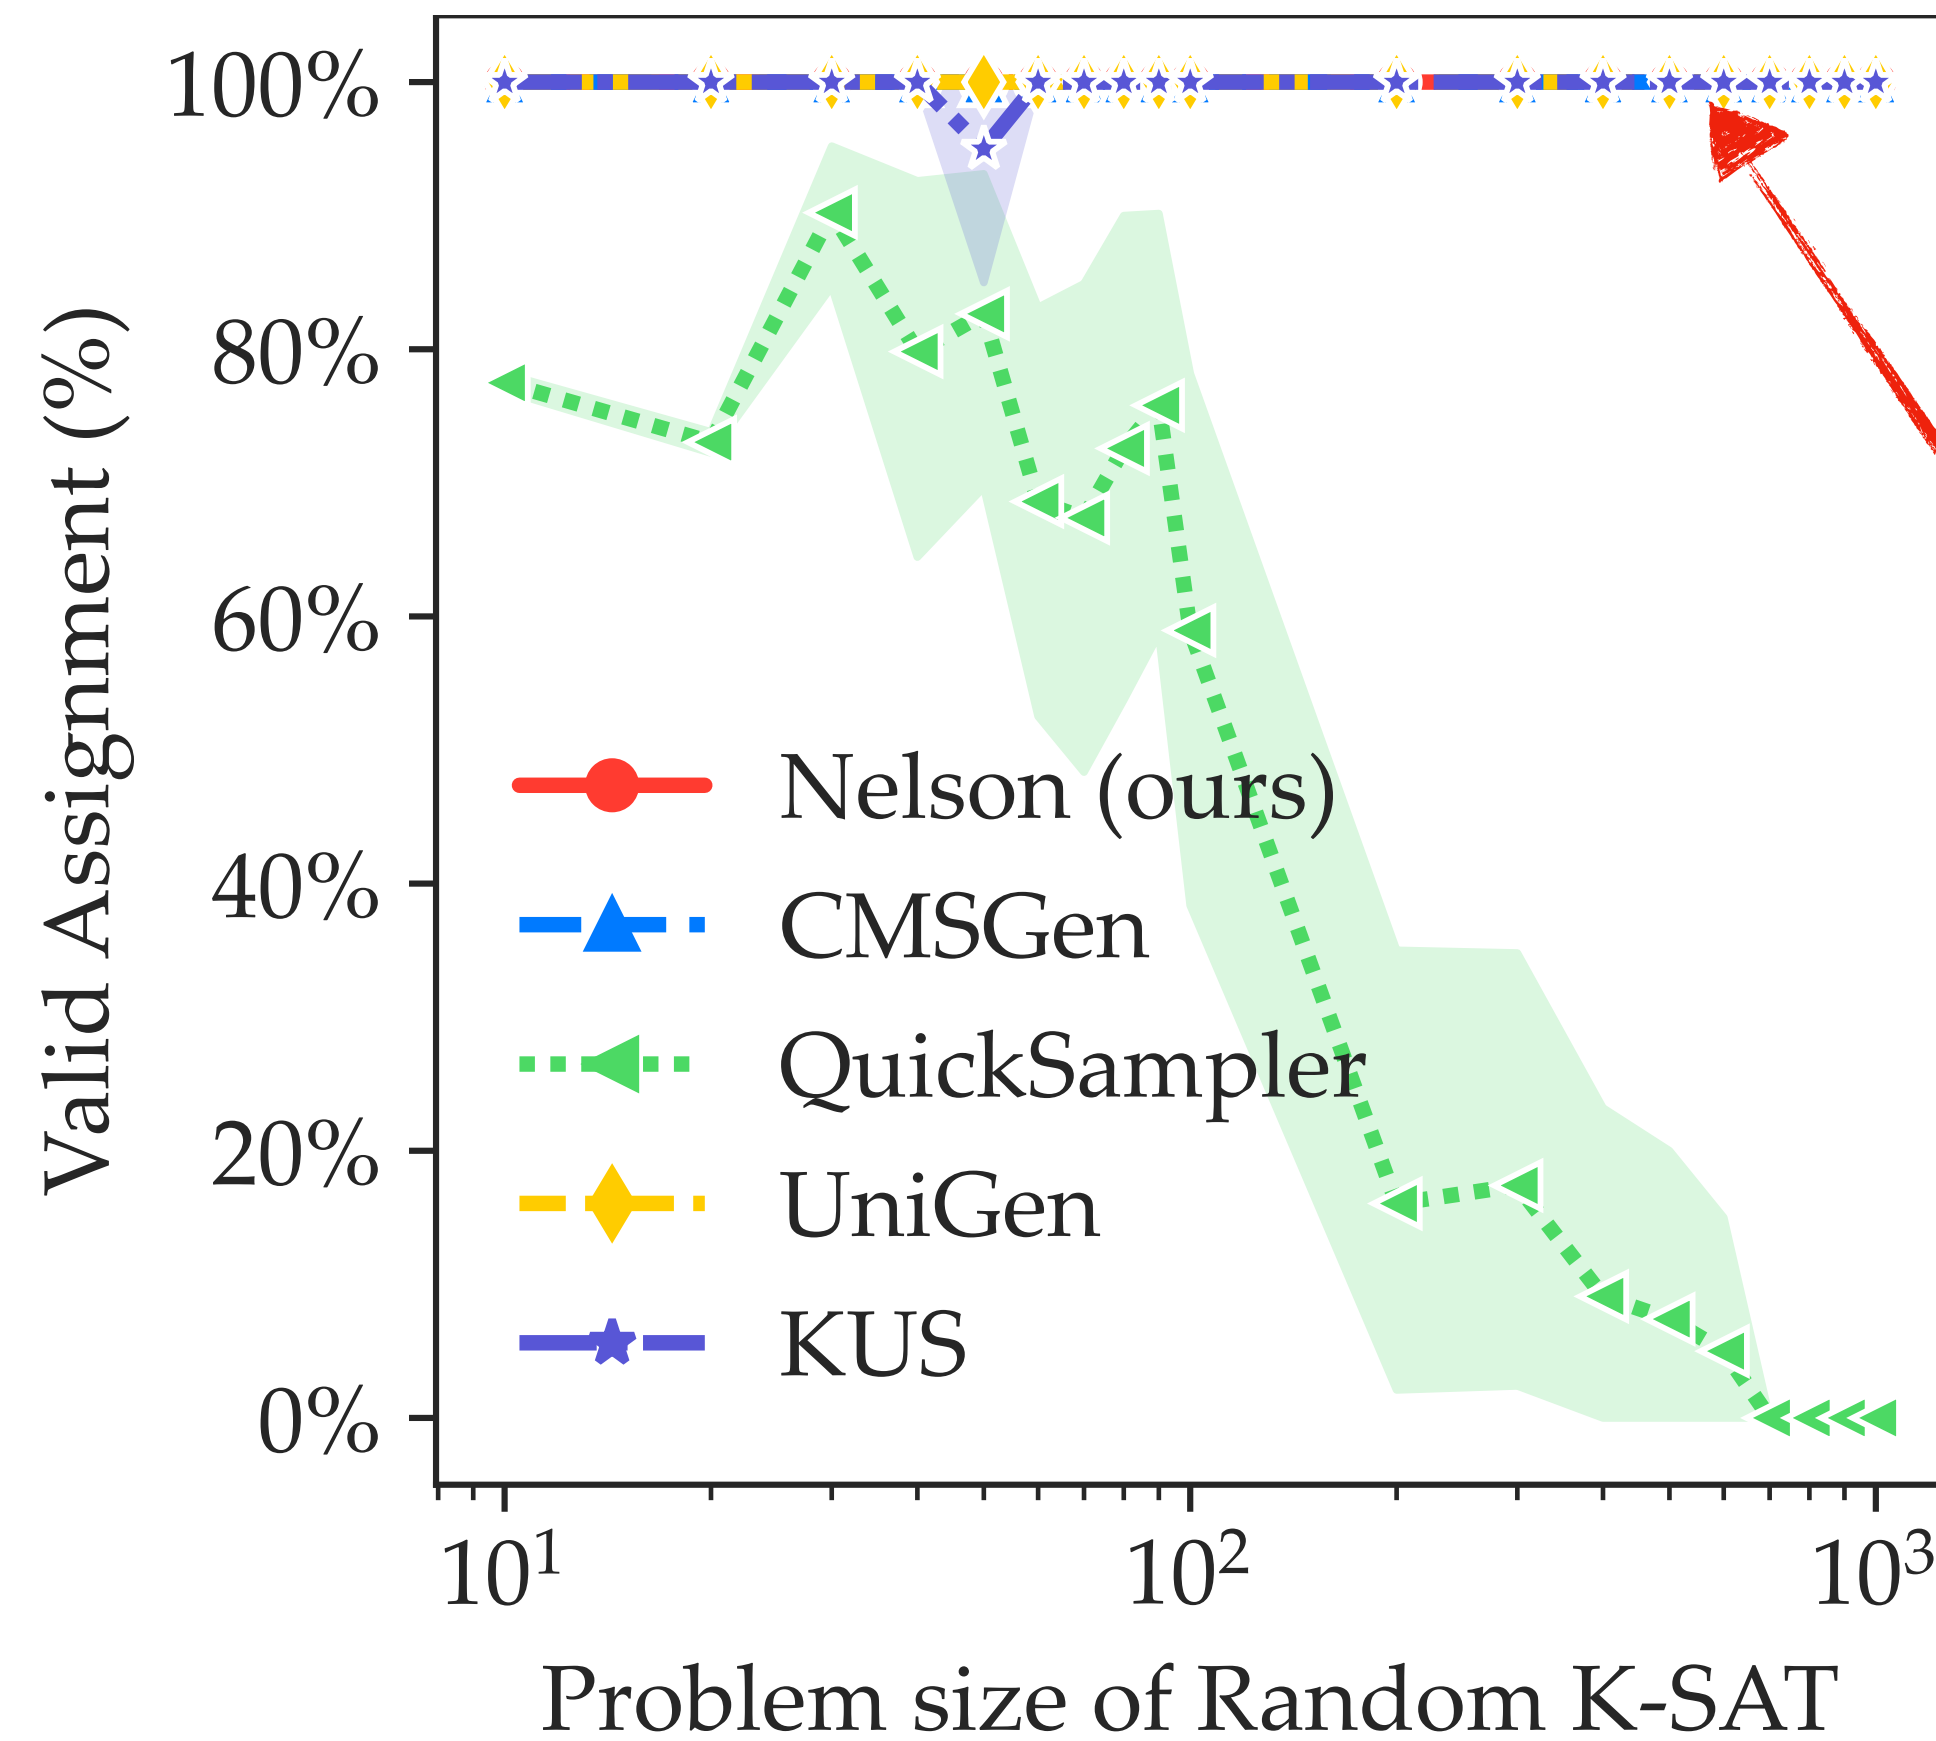 100%
80%
60%
40%
20%
0%
Valid Assignment (%)
Nelson (ours)
CMSGen
QuickSampler
UniGen
KUS
10¹
10²
10³
Problem size of Random K-SAT